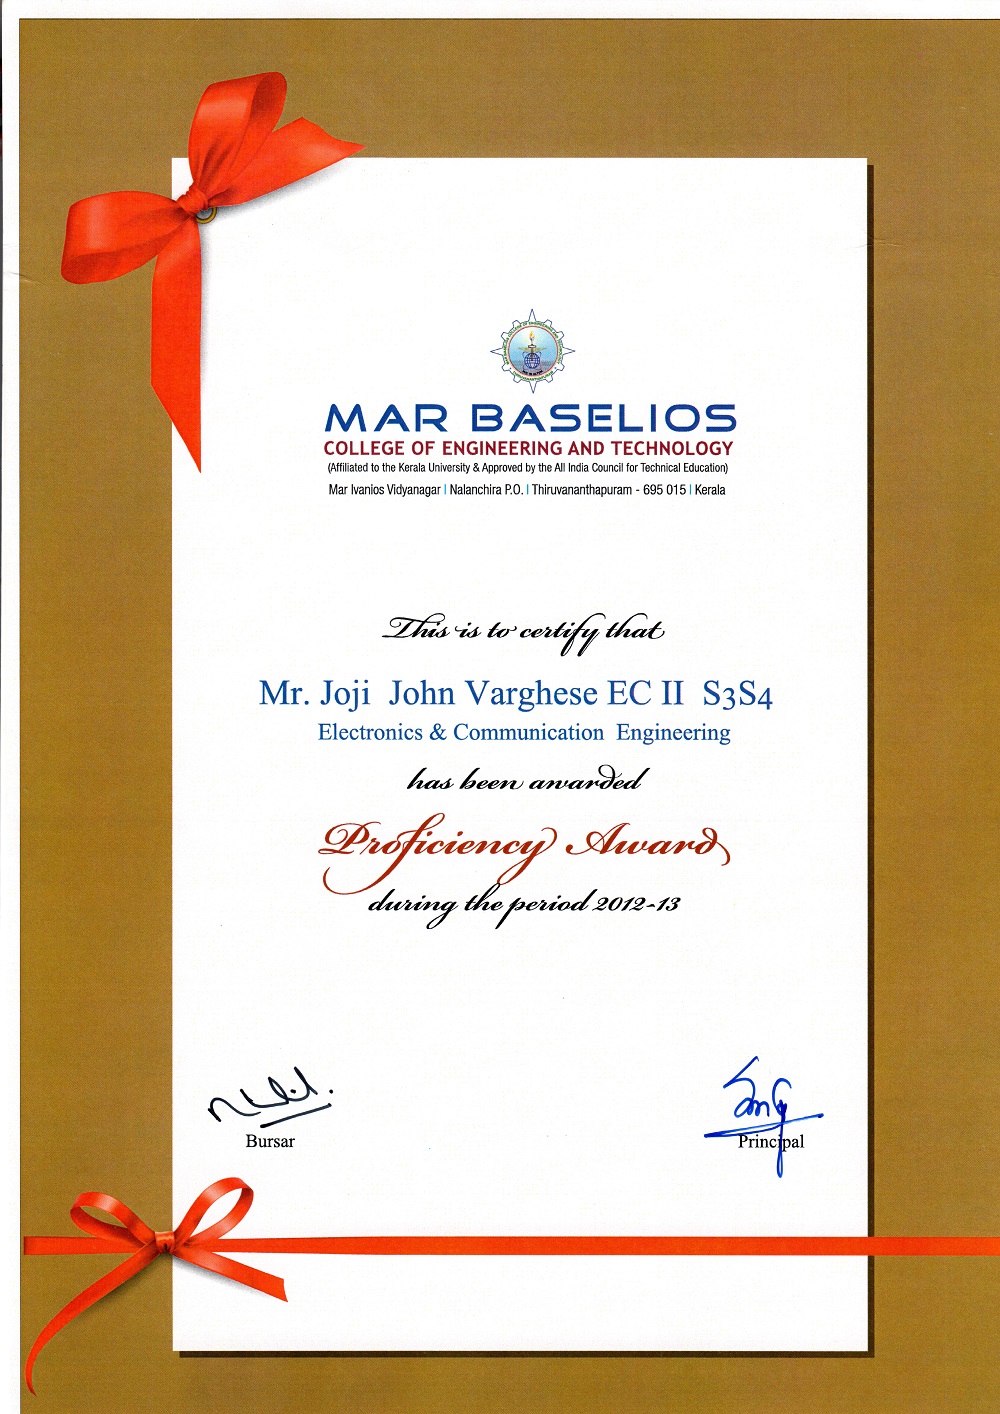 MAR BASELIOS
COLLEGE OF ENGINEERING AND TECHNOLOGY
(Affiliated to the Kerala University & Approved by the All India Council for Technical Education)
Mar Ivanios Vidyanagar | Nalanchira P.O. | Thiruvananthapuram - 695 015 | Kerala
This is to certify that
Mr. Joji John Varghese EC II S3S4
Electronics & Communication Engineering
has been awarded
Proficiency Award
during the period 2012-13
Bursar
Principal